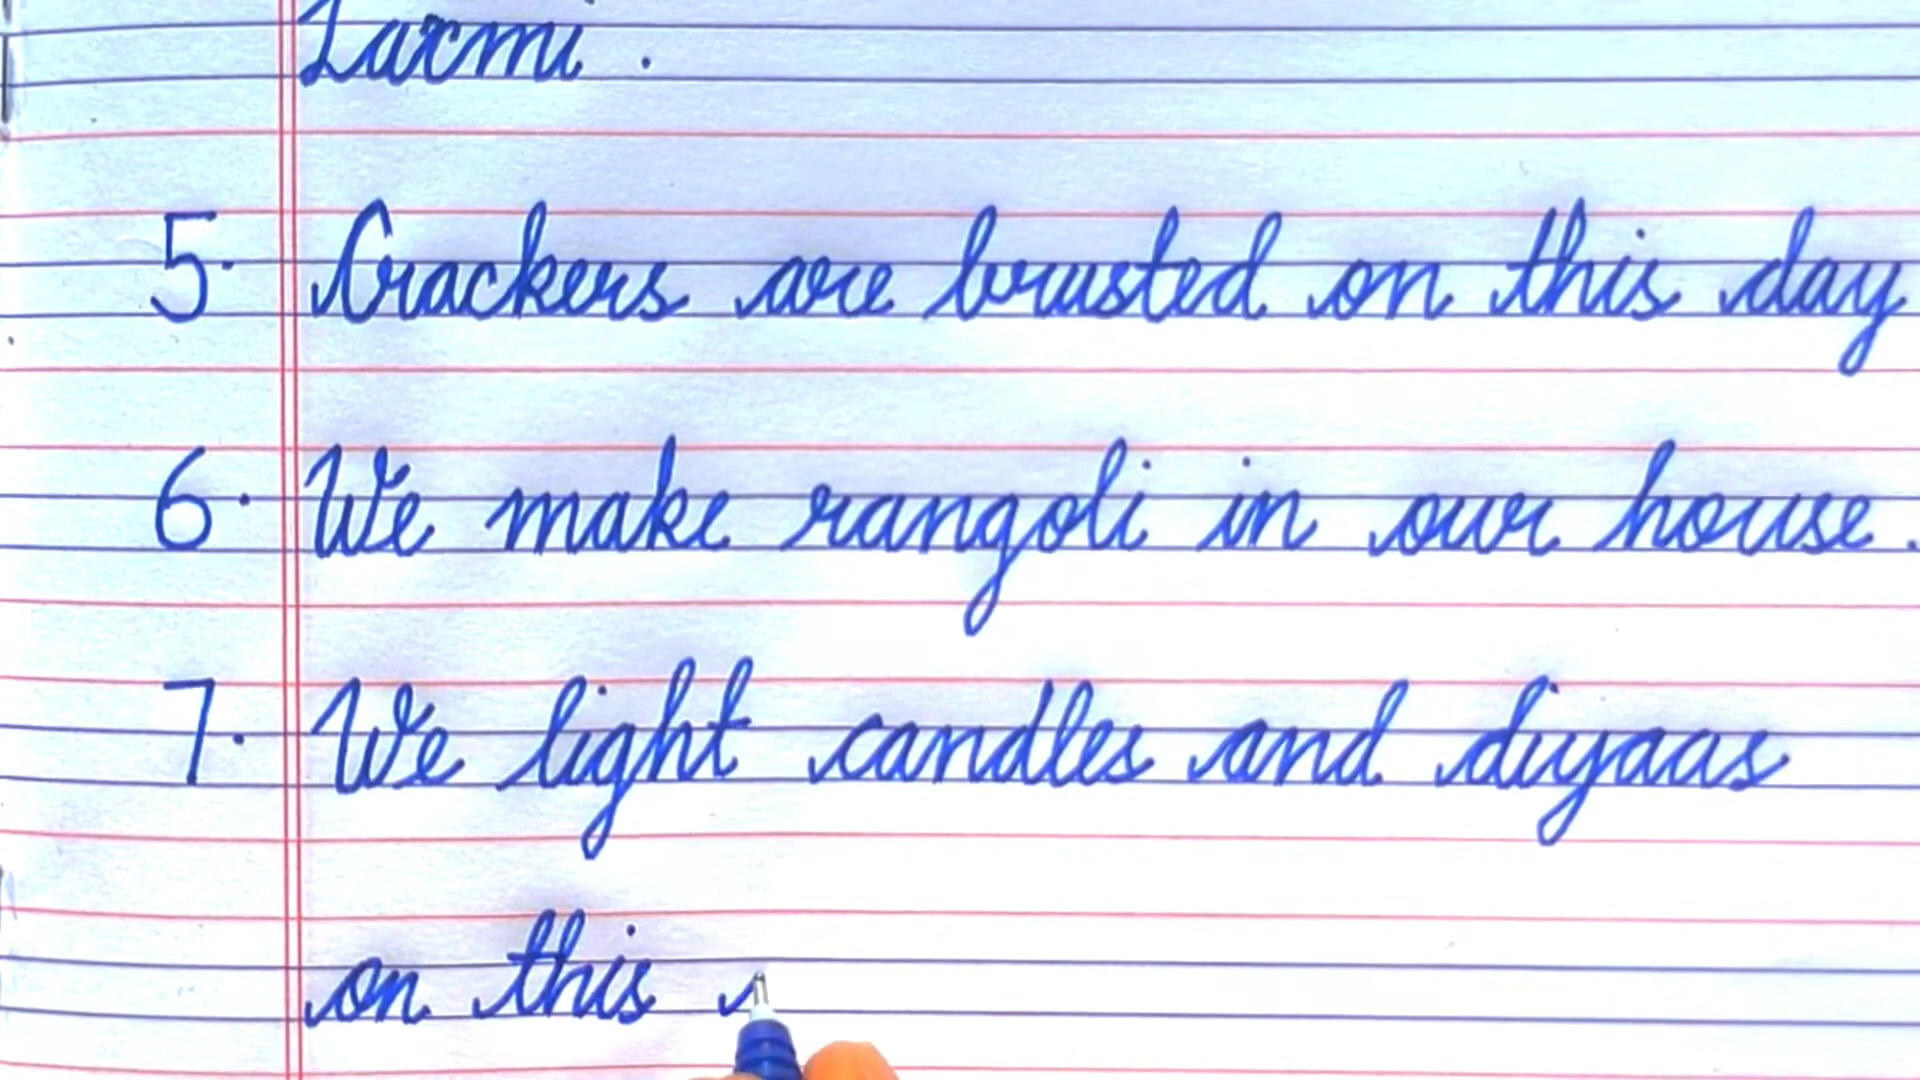 Laxmi .
5. Crackers are brusted on this day
6. We make rangoli in our house .
7. We light candles and diyaas
on this